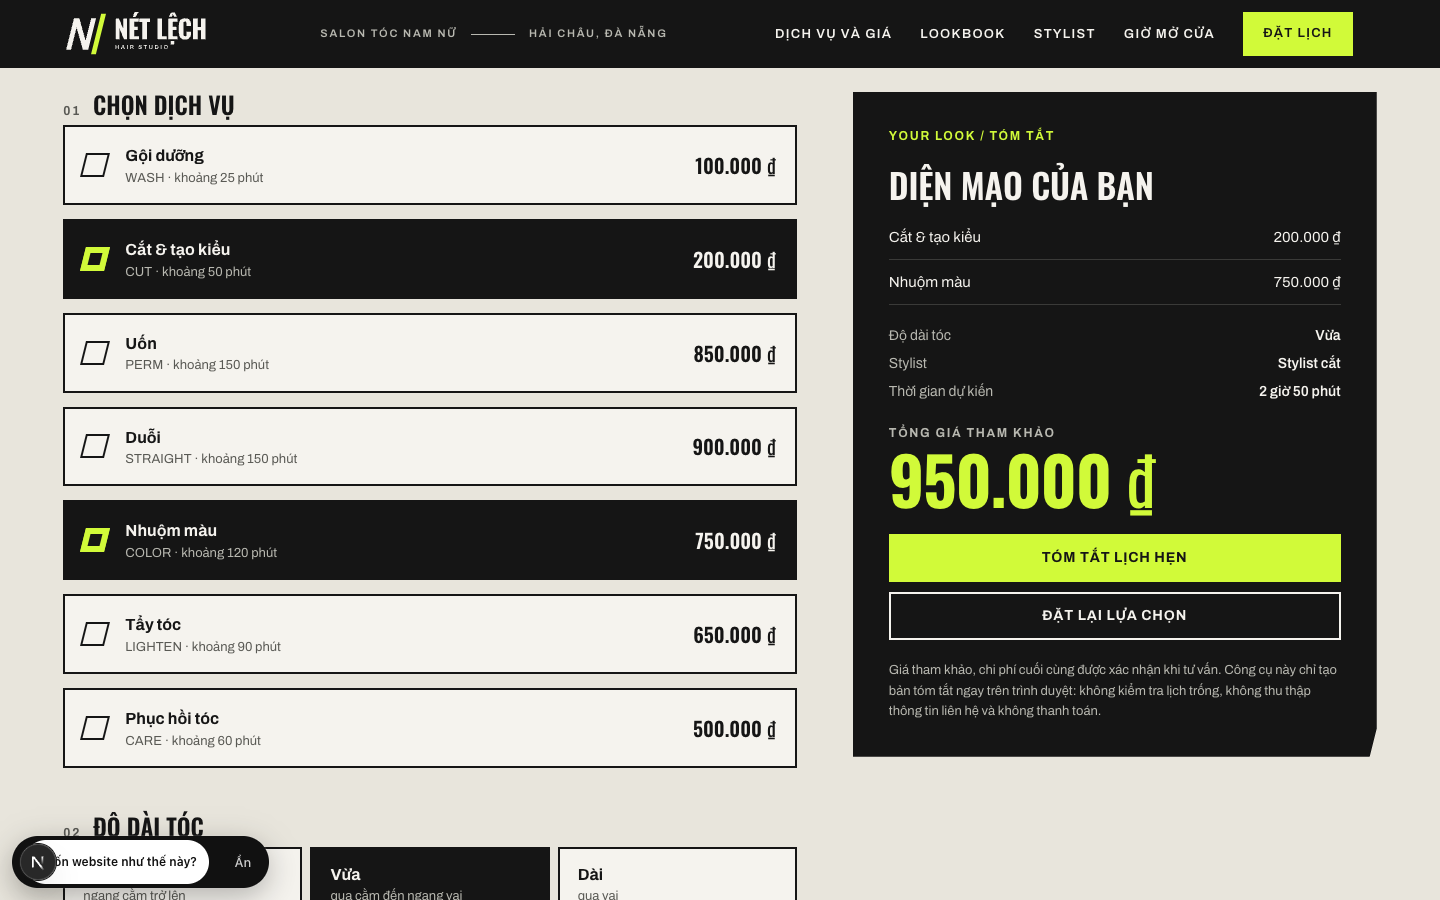 NÉT LỆCH
HAIR STUDIO
SALON TÓC NAM NỮ
HẢI CHÂU, ĐÀ NẴNG
DỊCH VỤ VÀ GIÁ
LOOKBOOK
STYLIST
GIỜ MỞ CỬA
ĐẶT LỊCH
01 CHỌN DỊCH VỤ
Gội dưỡng
WASH · khoảng 25 phút
100.000 ₫
Cắt & tạo kiểu
CUT · khoảng 50 phút
200.000 ₫
Uốn
PERM · khoảng 150 phút
850.000 ₫
Duỗi
STRAIGHT · khoảng 150 phút
900.000 ₫
Nhuộm màu
COLOR · khoảng 120 phút
750.000 ₫
Tẩy tóc
LIGHTEN · khoảng 90 phút
650.000 ₫
Phục hồi tóc
CARE · khoảng 60 phút
500.000 ₫
02 ĐỘ DÀI TÓC
ngang cằm trở lên
Vừa
qua cằm đến ngang vai
Dài
qua vai
YOUR LOOK / TÓM TẮT
DIỆN MẠO CỦA BẠN
Cắt & tạo kiểu 200.000 ₫
Nhuộm màu 750.000 ₫
Độ dài tóc Vừa
Stylist Stylist cắt
Thời gian dự kiến 2 giờ 50 phút
TỔNG GIÁ THAM KHẢO
950.000 ₫
TÓM TẮT LỊCH HẸN
ĐẶT LẠI LỰA CHỌN
Giá tham khảo, chi phí cuối cùng được xác nhận khi tư vấn. Công cụ này chỉ tạo
bản tóm tắt ngay trên trình duyệt: không kiểm tra lịch trống, không thu thập
thông tin liên hệ và không thanh toán.
website như thế này?
Ẩn